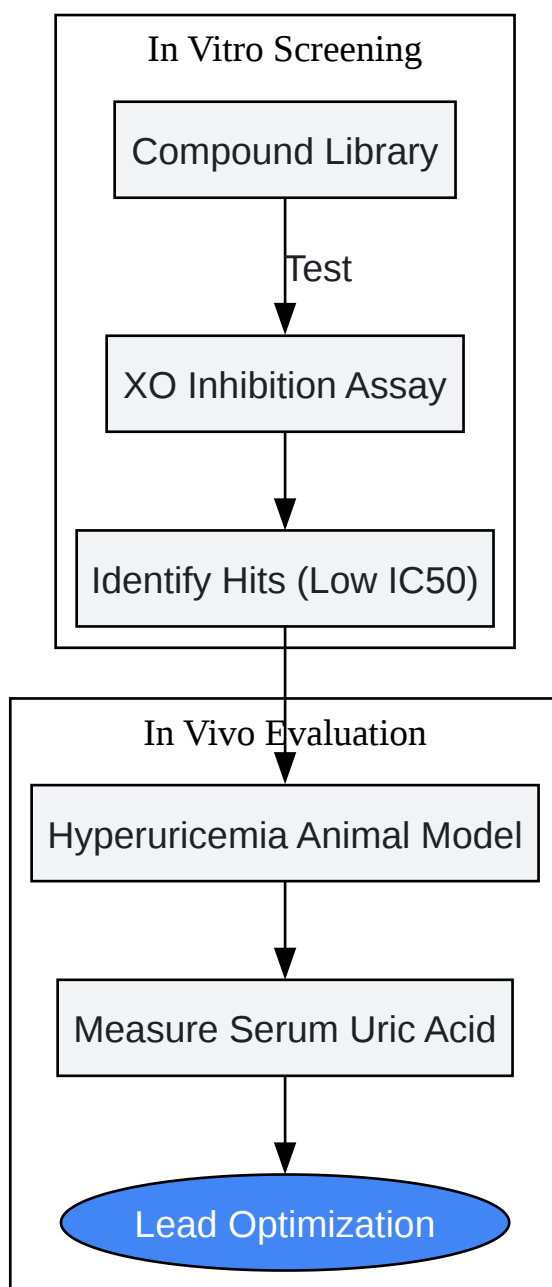 In Vitro Screening
Compound Library
Test
XO Inhibition Assay
Identify Hits (Low IC50)
In Vivo Evaluation
Hyperuricemia Animal Model
Measure Serum Uric Acid
Lead Optimization